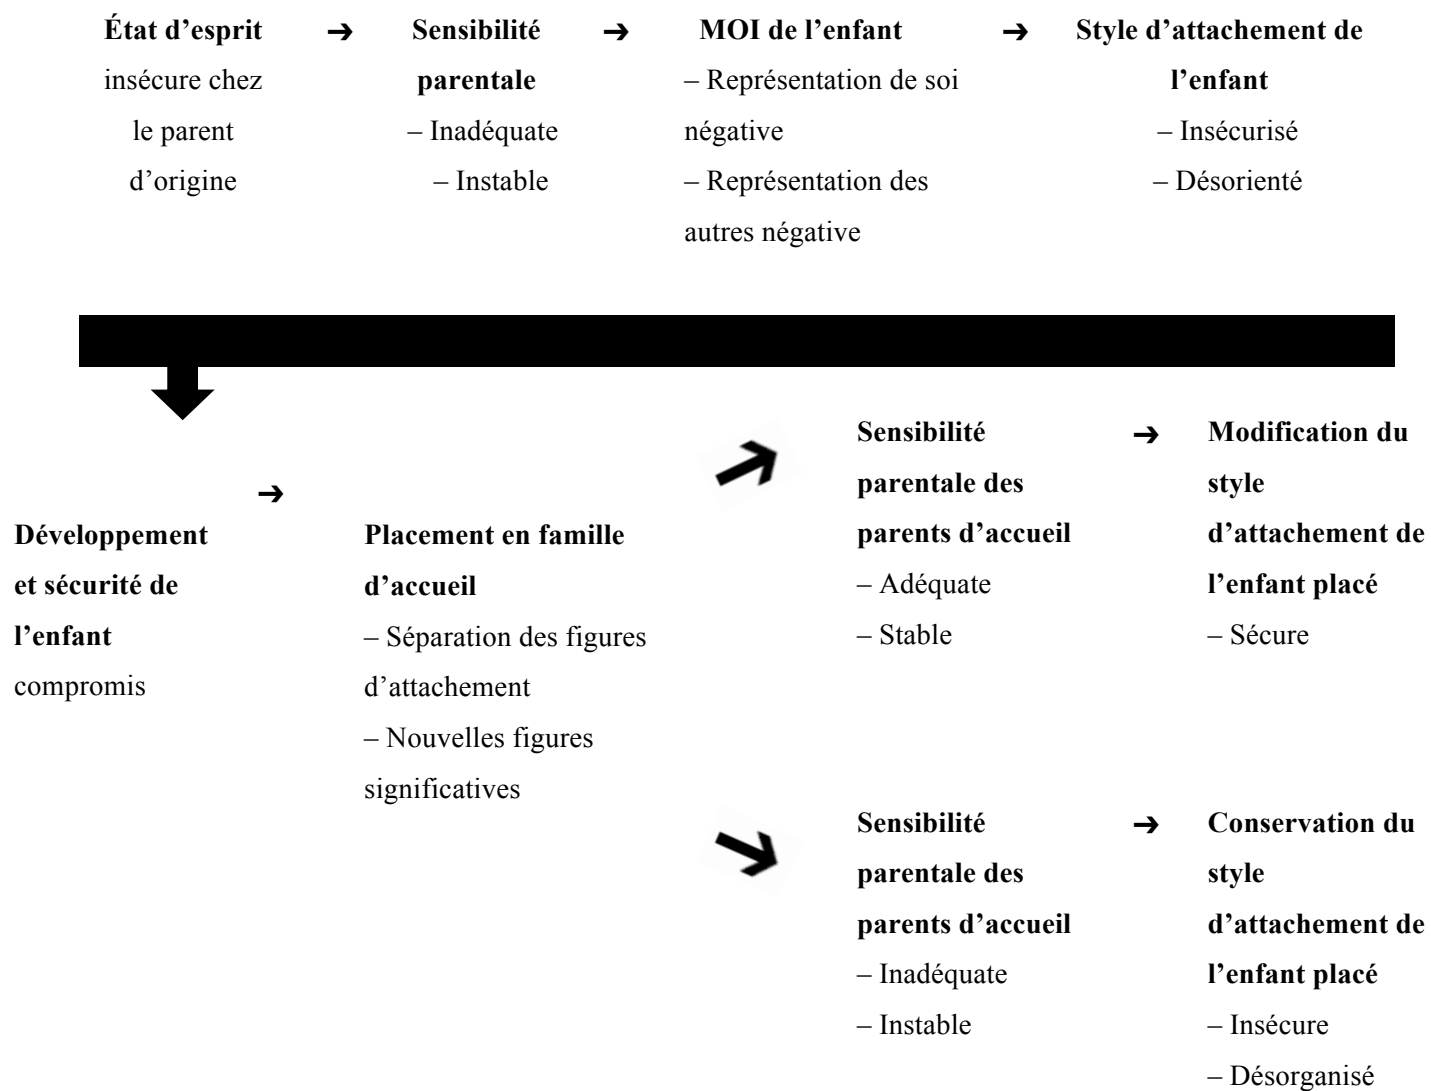 État d’esprit ➔ Sensibilité ➔ MOI de l’enfant ➔ Style d’attachement de
insécure chez parentale – Représentation de soi l’enfant
le parent – Inadéquate négative – Insécurisé
d’origine – Instable – Représentation des – Désorienté
autres négative
Développement
et sécurité de
l’enfant
compromis
➔
Placement en famille
d’accueil
– Séparation des figures
d’attachement
– Nouvelles figures
significatives
Sensibilité ➔ Modification du
parentale des style
parents d’accueil d’attachement de
– Adéquate l’enfant placé
– Stable – Sécure
Sensibilité ➔ Conservation du
parentale des style
parents d’accueil d’attachement de
– Inadéquate l’enfant placé
– Instable – Insécure
– Désorganisé